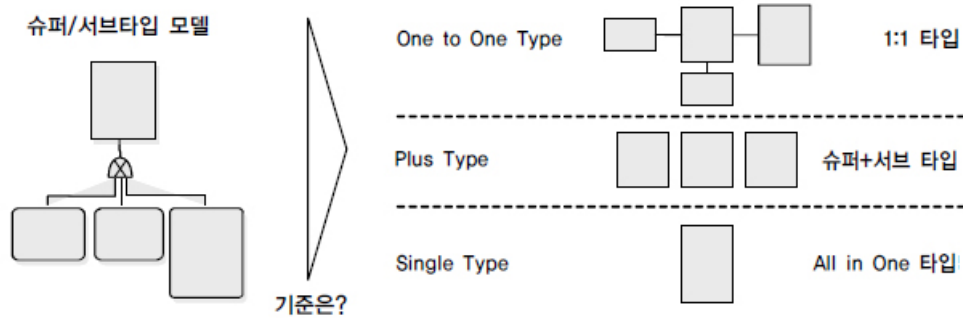 슈퍼/서브타입 모델
기준은?
One to One Type
1:1 타입
Plus Type
슈퍼+서브 타입
Single Type
All in One 타입